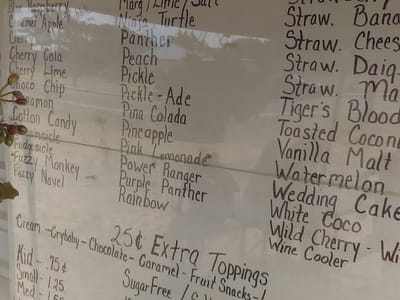 Raspberry
Caramel Apple
Cherry
Cherry Cola
Cherry Lime
Choco Chip
Cinnamon
Cotton Candy
Fudgesicle
Fuzzy Monkey
Fuzzy Navel
Marg / Lime / Salt
Ninja Turtle
Panther
Peach
Pickle
Pickle-Ade
Pina Colada
Pineapple
Pink Lemonade
Power Ranger
Purple Panther
Rainbow
Straw. Bana
Straw. Chees
Straw. Daiq
Straw. Ma
Tiger's Blood
Toasted Cocon
Vanilla Malt
Watermelon
Wedding Cake
White Coco
Wild Cherry - Wi
Wine Cooler
25¢ Extra Toppings
Cream - Crybaby - Chocolate - Caramel - Fruit Snacks -
Kid - .75¢
Small - 1.25
Med - 1.50
Sugar Free /